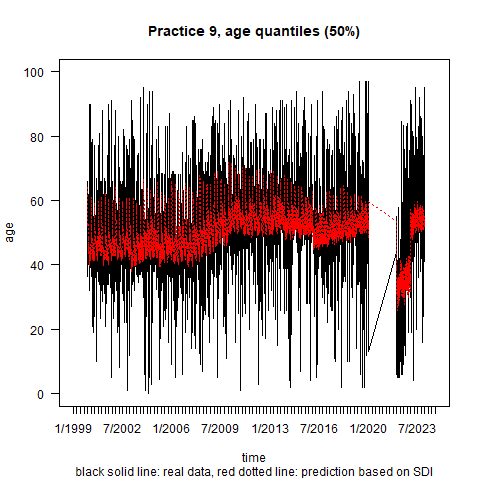 Practice 9, age quantiles (50%)
100
80
60
40
20
0
age
1/1999 7/2002 1/2006 7/2009 1/2013 7/2016 1/2020 7/2023
time
black solid line: real data, red dotted line: prediction based on SDI